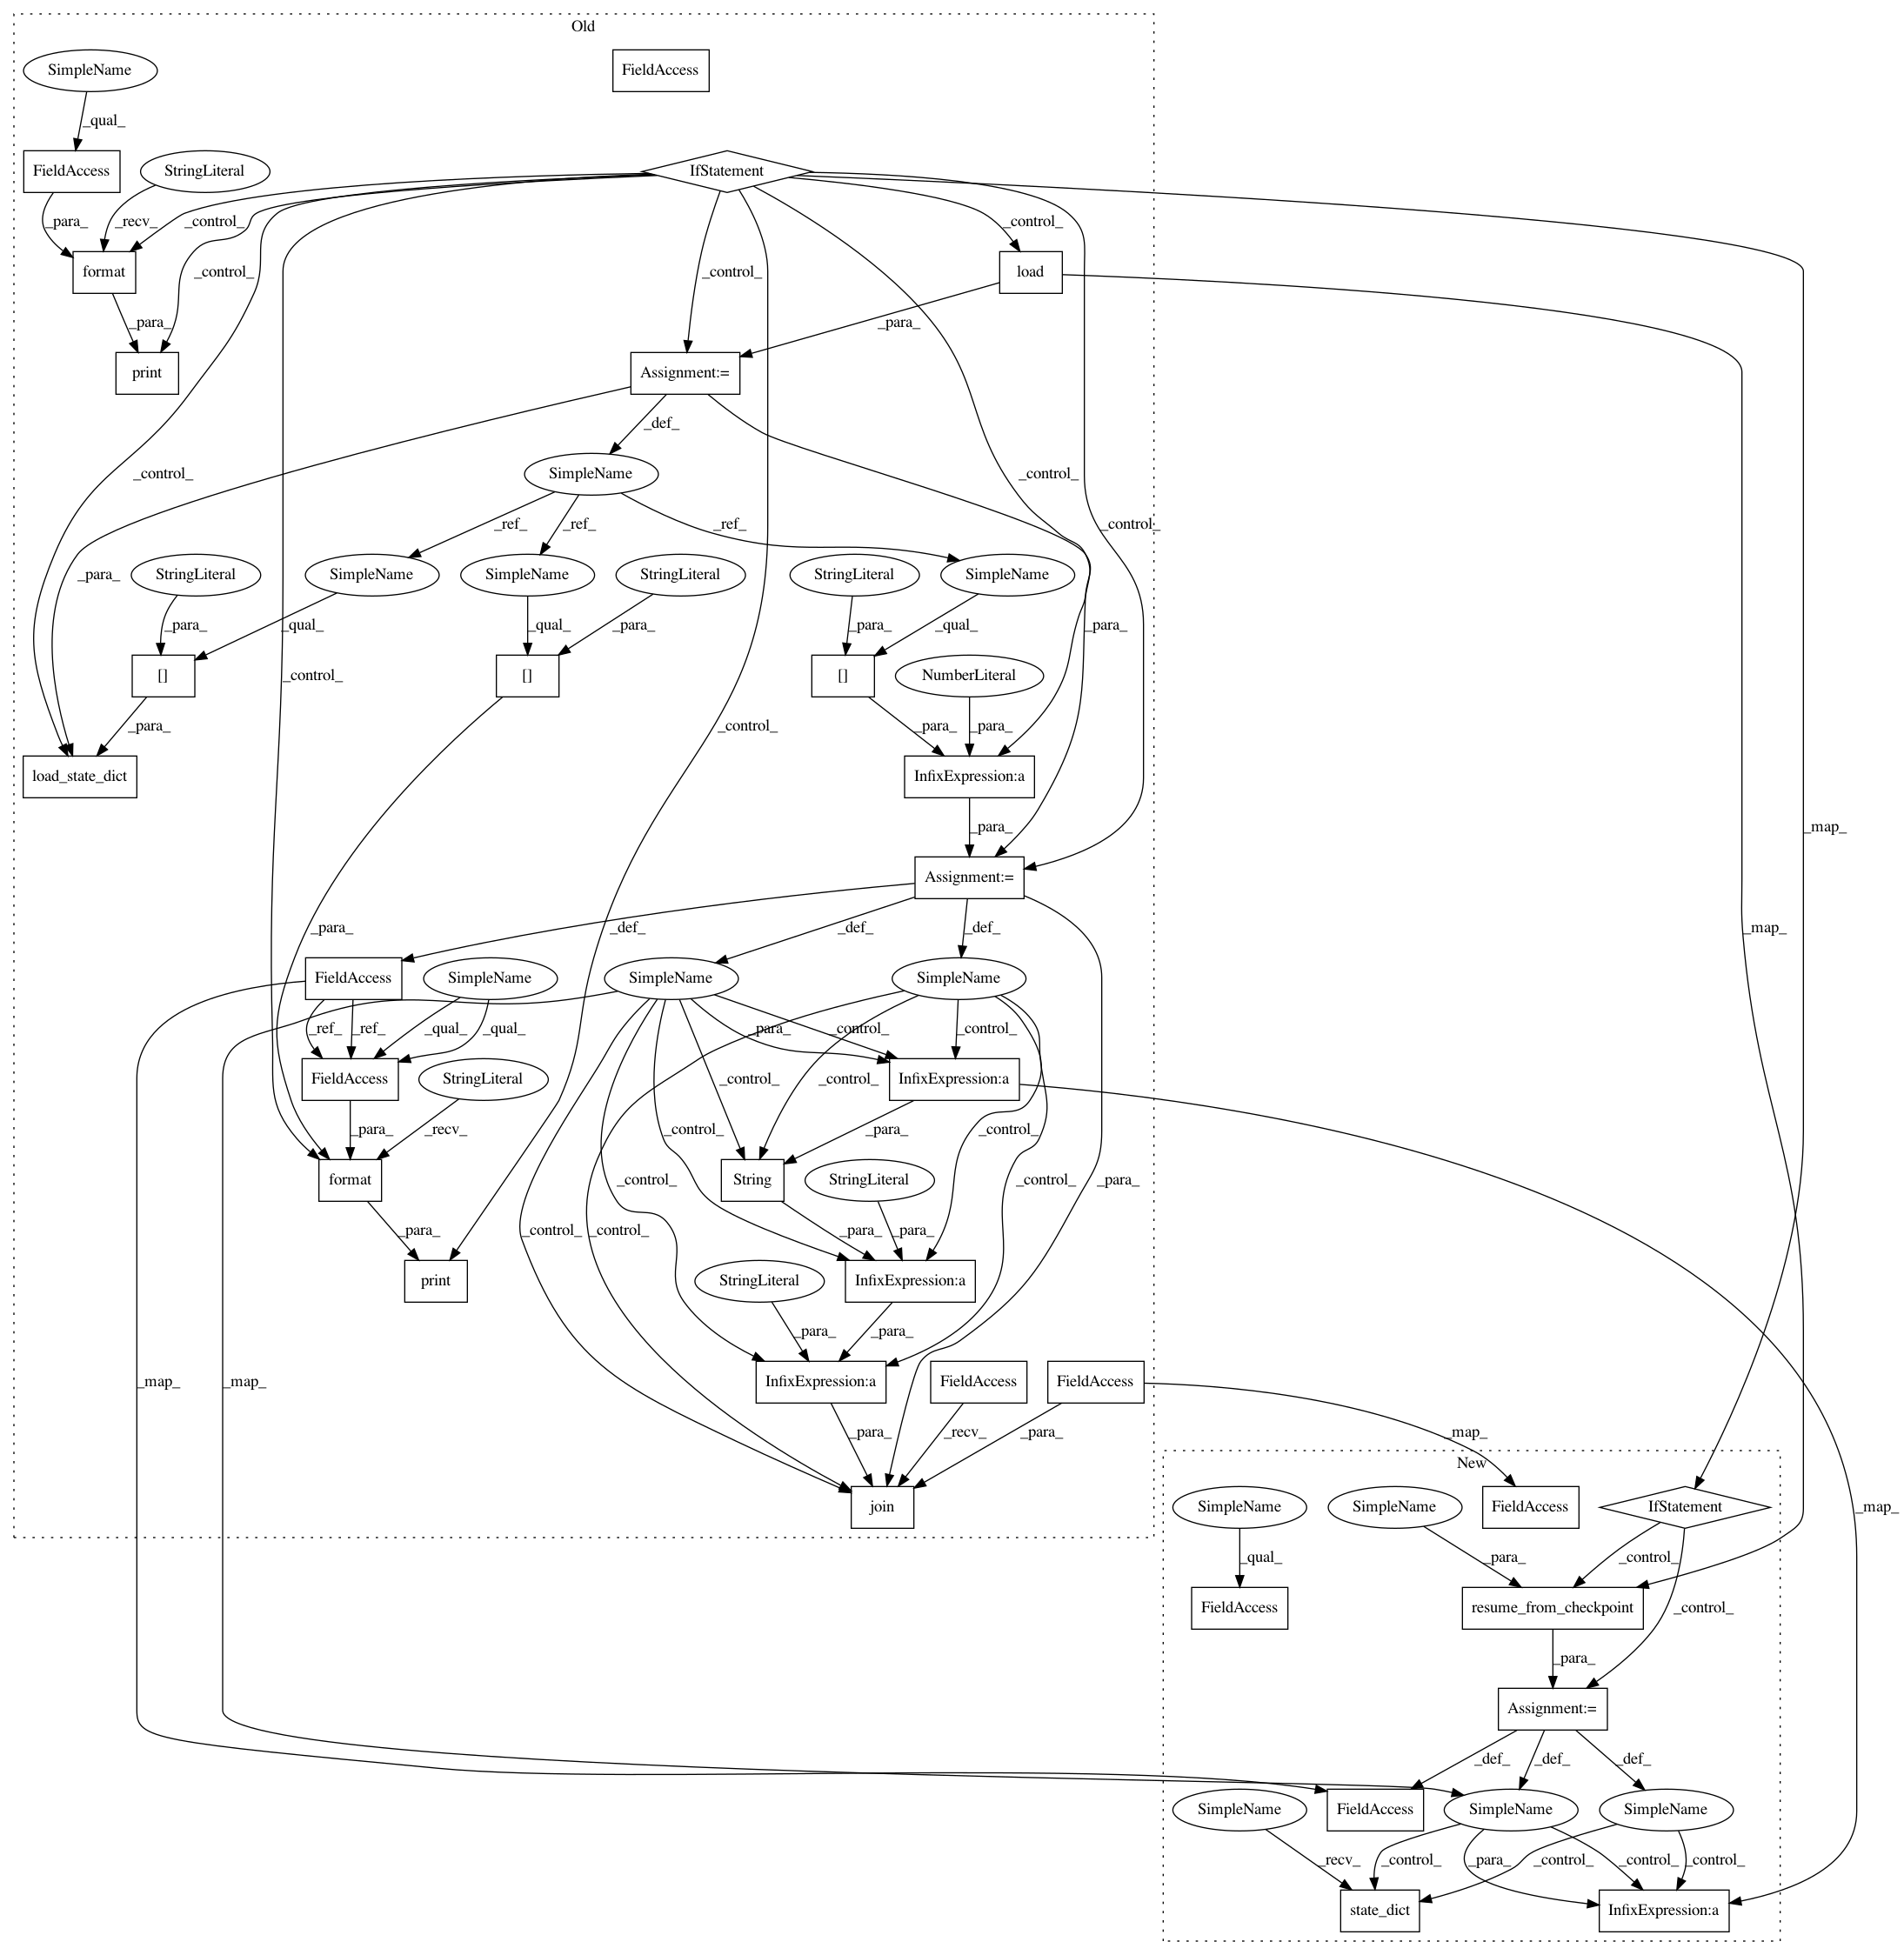 Old
SimpleName
FieldAccess
_qual_
FieldAccess
StringLiteral
IfStatement
_para_
_recv_
_control_
_control_
format
load
_control_
_control_
_para_
_para_
_map_
print
Assignment:=
_def_
_control_
_control_
SimpleName
_control_
_ref_
_ref_
_ref_
_para_
StringLiteral
SimpleName
SimpleName
StringLiteral
StringLiteral
SimpleName
_para_
_qual_
_qual_
_para_
_para_
_qual_
_para_
[]
[]
[]
NumberLiteral
_control_
_para_
_control_
_para_
_para_
load_state_dict
InfixExpression:a
_para_
Assignment:=
_para_
_def_
_def_
_def_
_map_
FieldAccess
SimpleName
SimpleName
SimpleName
_ref_
_ref_
_qual_
_qual_
_para_
_control_
_control_
FieldAccess
StringLiteral
InfixExpression:a
_control_
_control_
_para_
_recv_
_control_
_para_
_control_
format
String
StringLiteral
_control_
_control_
_para_
_para_
_para_
_para_
_control_
_control_
print
StringLiteral
InfixExpression:a
_para_
_para_
_map_
_map_
InfixExpression:a
FieldAccess
FieldAccess
_para_
_recv_
_para_
_map_
New
join
SimpleName
SimpleName
FieldAccess
IfStatement
_map_
_qual_
_para_
_control_
FieldAccess
resume_from_checkpoint
_control_
_para_
Assignment:=
_def_
_def_
_def_
SimpleName
FieldAccess
SimpleName
SimpleName
_recv_
_control_
_para_
_control_
_control_
_control_
state_dict
InfixExpression:a